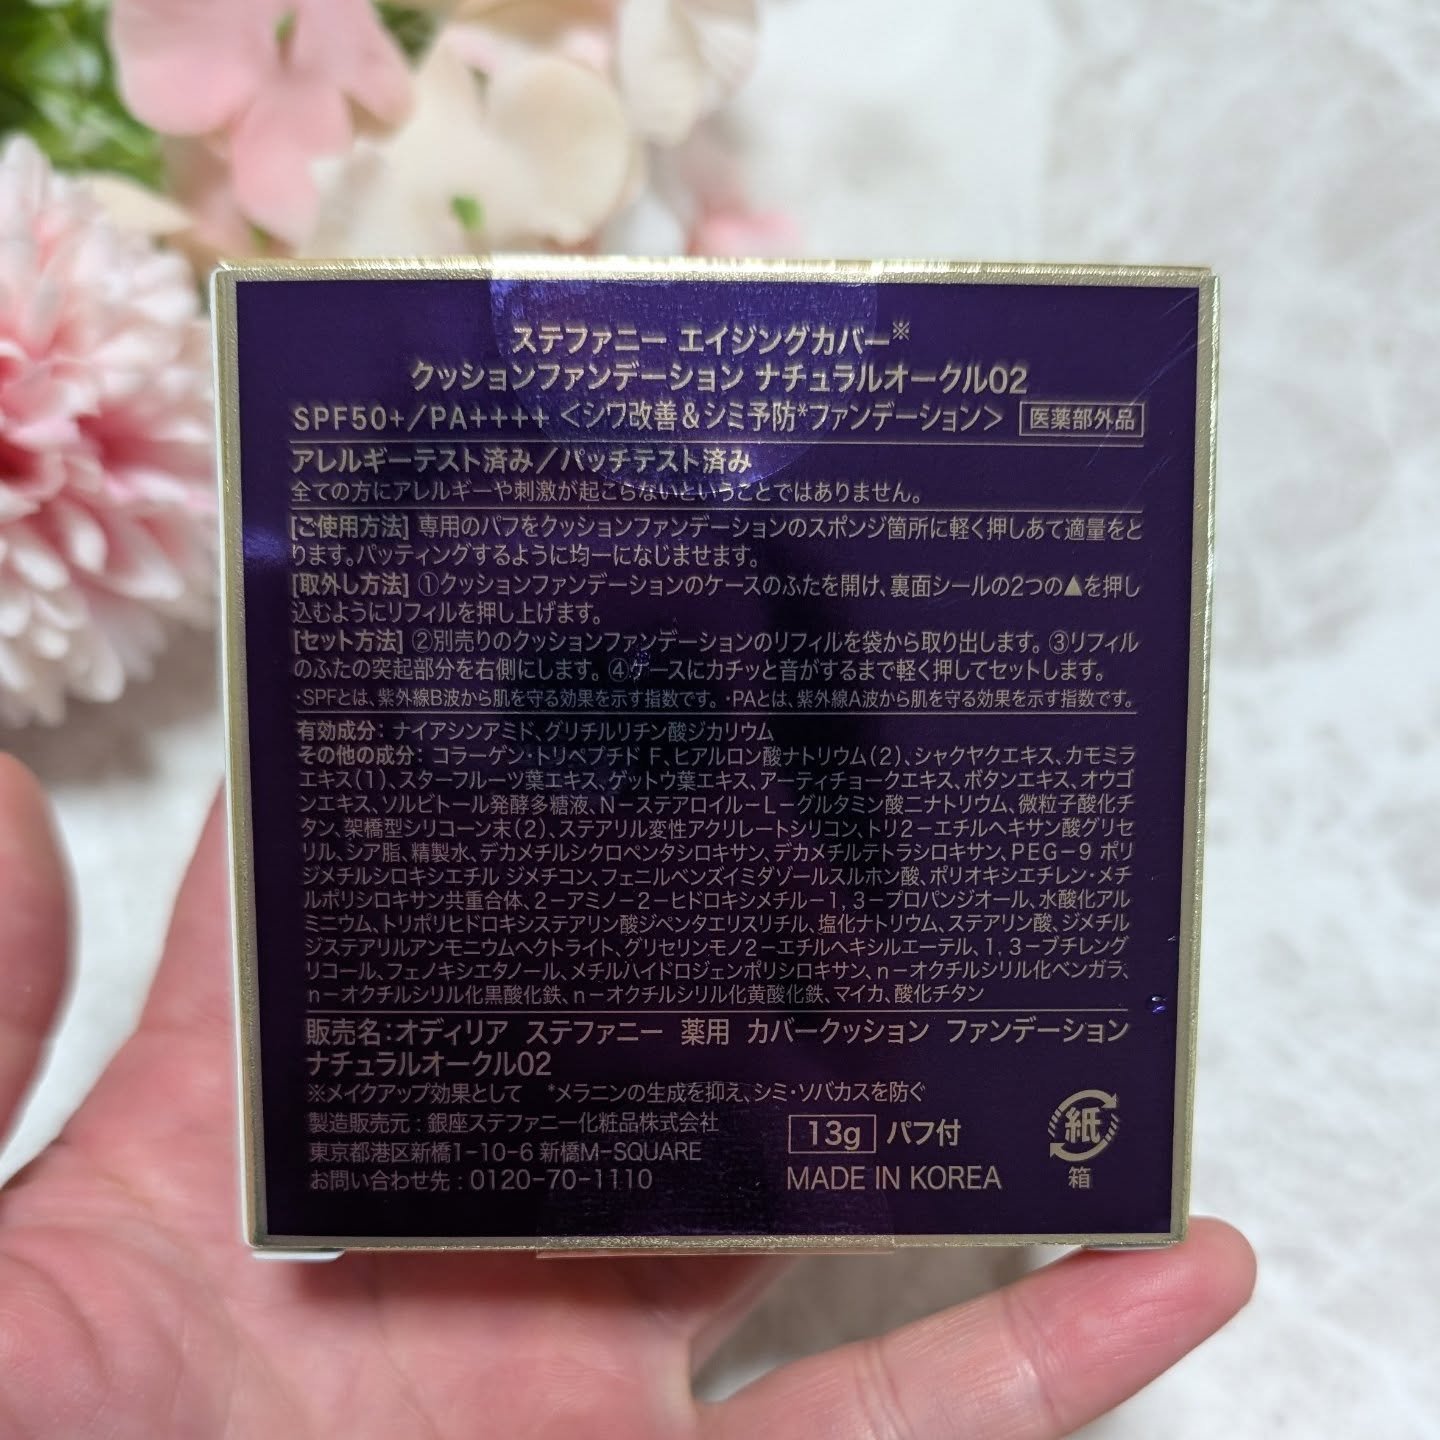 ステファニー エイジングカバー※
クッションファンデーション ナチュラルオークル02
SPF50+/PA++++ <シワ改善&シミ予防*ファンデーション> 医薬部外品
アレルギーテスト済み/パッチテスト済み
全ての方にアレルギーや刺激が起こらないということではありません。
[ご使用方法] 専用のパフをクッションファンデーションのスポンジ箇所に軽く押しあて適量をと
ります。パッティングするように均一になじませます。
[取外し方法] ①クッションファンデーションのケースのふたを開け、裏面シールの2つの▲を押し
込むようにリフィルを押し上げます。
[セット方法] ②別売りのクッションファンデーションのリフィルを袋から取り出します。③リフィル
のふたの突起部分を右側にします。④ケースにカチッと音がするまで軽く押してセットします。
・SPFとは、紫外線B波から肌を守る効果を示す指数です。・PAとは、紫外線A波から肌を守る効果を示す指数です。
有効成分: ナイアシンアミド、グリチルリチン酸ジカリウム
その他の成分: コラーゲン・トリペプチド F、ヒアルロン酸ナトリウム(2)、シャクヤクエキス、カモミラ
エキス(1)、スターフルーツ葉エキス、ゲットウ葉エキス、アーティチョークエキス、ボタンエキス、オウゴ
ンエキス、ソルビトール発酵多糖液、N-ステアロイル-L-グルタミン酸二ナトリウム、微粒子酸化チ
タン、架橋型シリコーン末(2)、ステアリル変性アクリレートシリコン、トリ2-エチルヘキサン酸グリセ
リル、シア脂、精製水、デカメチルシクロペンタシロキサン、デカメチルテトラシロキサン、PEG-9 ポリ
ジメチルシロキシエチル ジメチコン、フェニルベンズイミダゾールスルホン酸、ポリオキシエチレン・メチ
ルポリシロキサン共重合体、2-アミノ-2-ヒドロキシメチル-1,3-プロパンジオール、水酸化アル
ミニウム、トリポリヒドロキシステアリン酸ジペンタエリスリチル、塩化ナトリウム、ステアリン酸、ジメチル
ジステアリルアンモニウムヘクトライト、グリセリンモノ2-エチルヘキシルエーテル、1,3-ブチレング
リコール、フェノキシエタノール、メチルハイドロジェンポリシロキサン、n-オクチルシリル化ベンガラ、
n-オクチルシリル化黒酸化鉄、n-オクチルシリル化黄酸化鉄、マイカ、酸化チタン
販売名:オディリア ステファニー 薬用 カバークッション ファンデーション
ナチュラルオークル02
※メイクアップ効果として *メラニンの生成を抑え、シミ・ソバカスを防ぐ
製造販売元:銀座ステファニー化粧品株式会社
東京都港区新橋1-10-6 新橋M-SQUARE
お問い合わせ先:0120-70-1110
13g パフ付
MADE IN KOREA
紙
箱